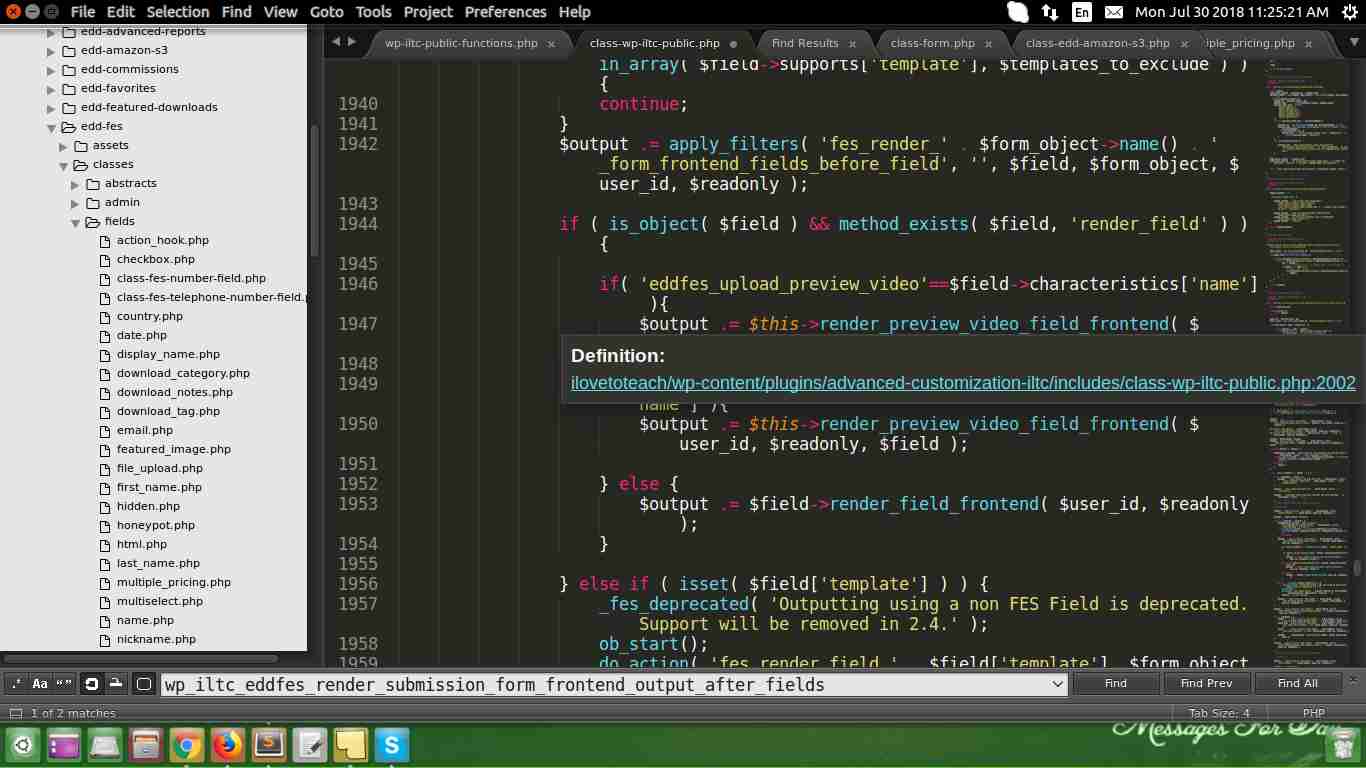 File Edit Selection Find View Goto Tools Project Preferences Help
En Mon Jul 30 2018 11:25:21 AM
edd-advanced-reports
edd-amazon-s3
edd-commissions
edd-favorites
edd-featured-downloads
edd-fes
assets
classes
abstracts
admin
fields
action_hook.php
checkbox.php
class-fes-number-field.php
class-fes-telephone-number-field.p
country.php
date.php
display_name.php
download_category.php
download_notes.php
download_tag.php
email.php
featured_image.php
file_upload.php
first_name.php
hidden.php
honeypot.php
html.php
last_name.php
multiple_pricing.php
multiselect.php
name.php
nickname.php
wp-iltc-public-functions.php × class-wp-iltc-public.php Find Results × class-form.php × class-edd-amazon-s3.php × iple_pricing.php ×
in_array( $field->supports['template'], $templates_to_exclude ) )
{
1940 continue;
1941 }
1942 $output .= apply_filters( 'fes_render_' . $form_object->name() . '
_form_frontend_fields_before_field', '', $field, $form_object, $
user_id, $readonly );
1943
1944 if ( is_object( $field ) && method_exists( $field, 'render_field' ) )
{
1945
1946 if( 'eddfes_upload_preview_video'==$field->characteristics['name']
){
1947 $output .= $this->render_preview_video_field_frontend( $
1948
Definition:
1949 ilovetoteach/wp-content/plugins/advanced-customization-iltc/includes/class-wp-iltc-public.php:2002
name'] ){
1950 $output .= $this->render_preview_video_field_frontend( $
user_id, $readonly, $field );
1951
1952 } else {
1953 $output .= $field->render_field_frontend( $user_id, $readonly
);
1954 }
1955
1956 } else if ( isset( $field['template'] ) ) {
1957 _fes_deprecated( 'Outputting using a non FES Field is deprecated.
Support will be removed in 2.4.' );
1958 ob_start();
1959 do_action( 'fes_render_field_' . $field['template'], $form_object
.* Aa “” wp_iltc_eddfes_render_submission_form_frontend_output_after_fields Find Find Prev Find All ×
1 of 2 matches Tab Size: 4 PHP
Messages For